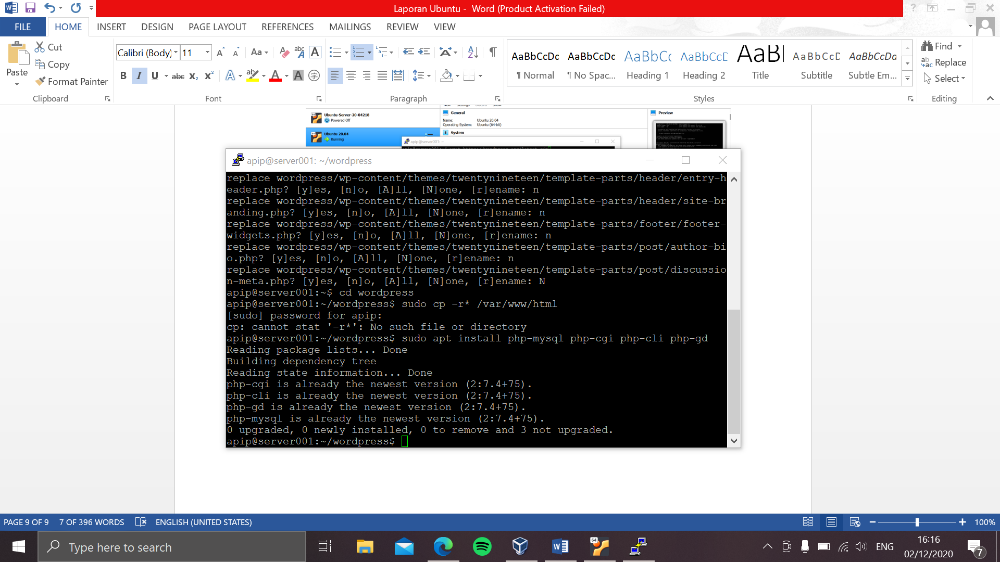 Laporan Ubuntu - Word (Product Activation Failed)
FILE HOME INSERT DESIGN PAGE LAYOUT REFERENCES MAILINGS REVIEW VIEW
Paste
Cut
Copy
Format Painter
Clipboard
Calibri (Body) 11
Font
Paragraph
AaBbCcDc AaBbCcDc AaBbCc AaBbCcD AaBl AaBbCcD AaBbCcDa
¶ Normal ¶ No Spac... Heading 1 Heading 2 Title Subtitle Subtle Em...
Styles
Find
Replace
Select
Editing
Ubuntu-Server-20-04218
Powered Off
Ubuntu 20.04
Running
General
Name: Ubuntu 20.04
Operating System: Ubuntu (64-bit)
System
Preview
apip@server001: ~
apip@server001: ~/wordpress
replace wordpress/wp-content/themes/twentynineteen/template-parts/header/entry-h
eader.php? [y]es, [n]o, [A]ll, [N]one, [r]ename: n
replace wordpress/wp-content/themes/twentynineteen/template-parts/header/site-br
anding.php? [y]es, [n]o, [A]ll, [N]one, [r]ename: n
replace wordpress/wp-content/themes/twentynineteen/template-parts/footer/footer-
widgets.php? [y]es, [n]o, [A]ll, [N]one, [r]ename: n
replace wordpress/wp-content/themes/twentynineteen/template-parts/post/author-bi
o.php? [y]es, [n]o, [A]ll, [N]one, [r]ename: n
replace wordpress/wp-content/themes/twentynineteen/template-parts/post/discussio
n-meta.php? [y]es, [n]o, [A]ll, [N]one, [r]ename: N
apip@server001:~$ cd wordpress
apip@server001:~/wordpress$ sudo cp -r* /var/www/html
[sudo] password for apip:
cp: cannot stat '-r*': No such file or directory
apip@server001:~/wordpress$ sudo apt install php-mysql php-cgi php-cli php-gd
Reading package lists... Done
Building dependency tree
Reading state information... Done
php-cgi is already the newest version (2:7.4+75).
php-cli is already the newest version (2:7.4+75).
php-gd is already the newest version (2:7.4+75).
php-mysql is already the newest version (2:7.4+75).
0 upgraded, 0 newly installed, 0 to remove and 3 not upgraded.
apip@server001:~/wordpress$
PAGE 9 OF 9 7 OF 396 WORDS ENGLISH (UNITED STATES) 100%
Type here to search
ENG
16:16
02/12/2020
7